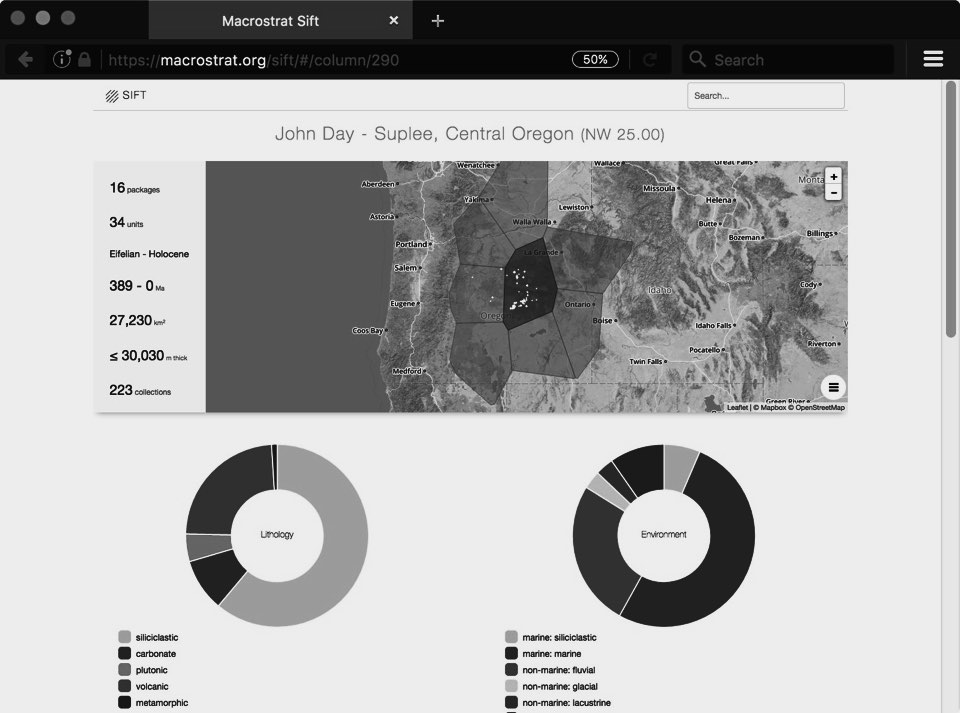 Macrostrat Sift
https://macrostrat.org/sift/#/column/290
50%
Search
SIFT
Search...
John Day - Suplee, Central Oregon (NW 25.00)
16 packages
34 units
Eifelian - Holocene
389 - 0 Ma
27,230 km²
≤ 30,030 m thick
223 collections
Wenatchee
Wallace
Great Falls
Aberdeen
Yakima
Missoula
Monta
Helena
Astoria
Lewiston
Walla Walla
Butte
Billings
Bozeman
Portland
La Grande
Salem
Cody
Idaho
Eugene
Ontario
Orego
Boise
Idaho Falls
Coos Bay
Riverton
Pocatello
Twin Falls
Medford
Green River
Leaflet | © Mapbox © OpenStreetMap
Lithology
Environment
siliciclastic
carbonate
plutonic
volcanic
metamorphic
marine: siliciclastic
marine: marine
non-marine: fluvial
non-marine: glacial
non-marine: lacustrine